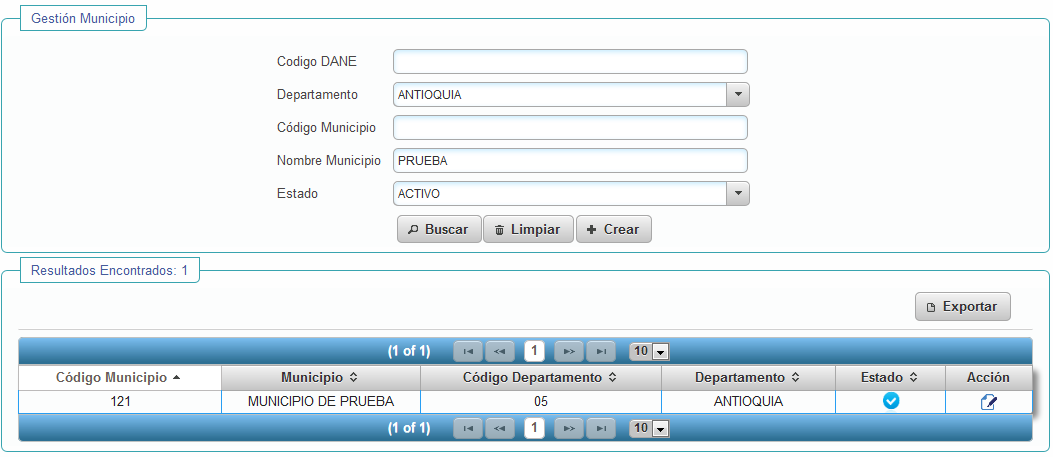 Gestión Municipio
Codigo DANE
Departamento ANTIOQUIA
Código Municipio
Nombre Municipio PRUEBA
Estado ACTIVO
Buscar Limpiar Crear
Resultados Encontrados: 1
Exportar
(1 of 1) 1 10
Código Municipio Municipio Código Departamento Departamento Estado Acción
121 MUNICIPIO DE PRUEBA 05 ANTIOQUIA
(1 of 1) 1 10